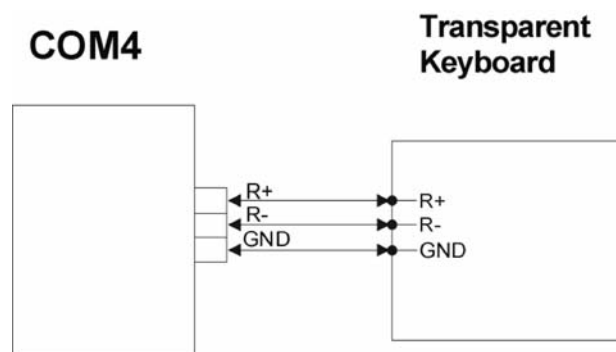 COM4
Transparent
Keyboard
R+
R-
GND
R+
R-
GND